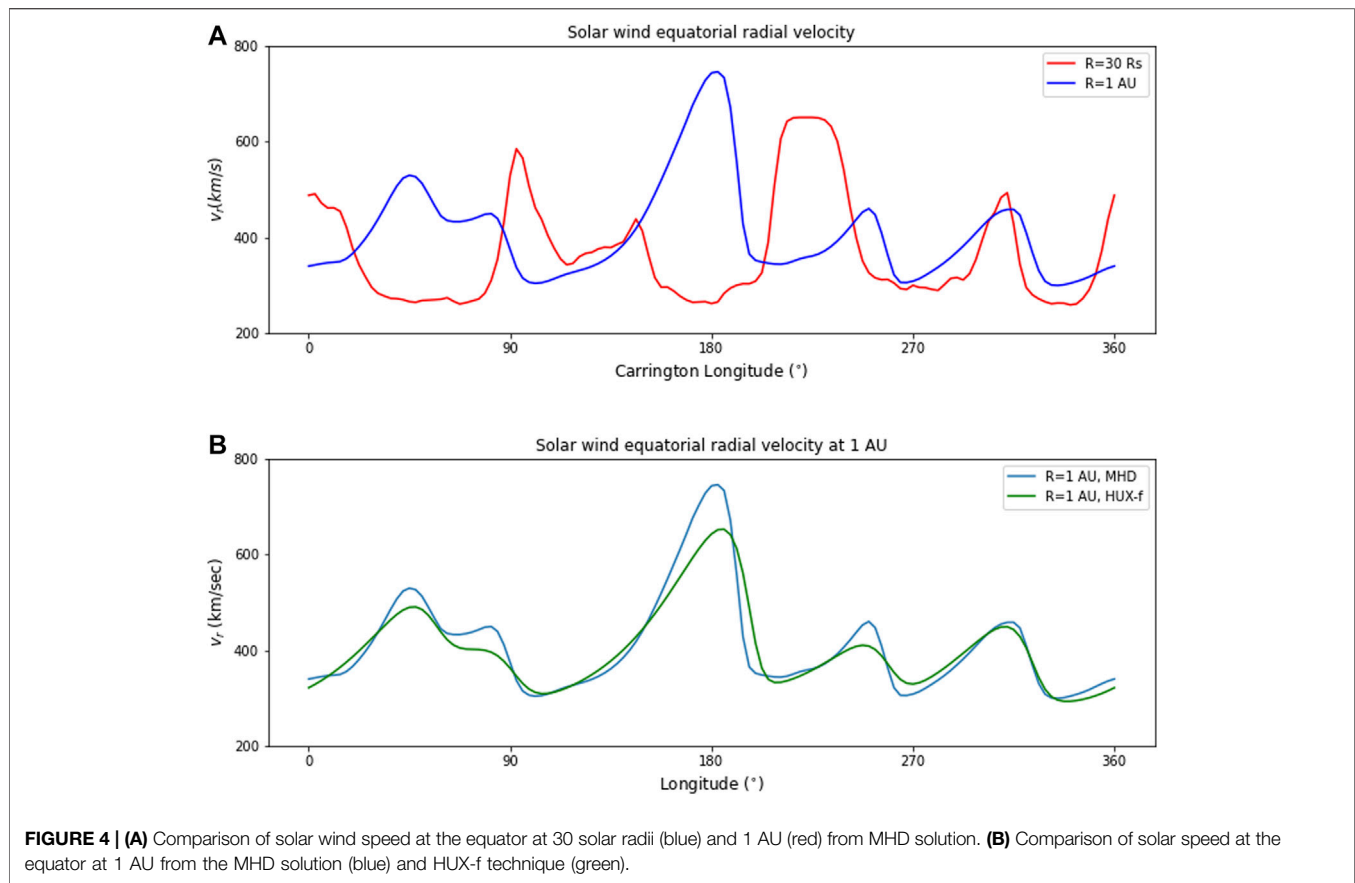 A
Solar wind equatorial radial velocity
800
600
400
200
v_r(km/s)
R=30 Rs
R=1 AU
0 90 180 270 360
Carrington Longitude (°)
B
Solar wind equatorial radial velocity at 1 AU
800
600
400
200
v_r (km/sec)
R=1 AU, MHD
R=1 AU, HUX-f
0 90 180 270 360
Longitude (°)
FIGURE 4 | (A) Comparison of solar wind speed at the equator at 30 solar radii (blue) and 1 AU (red) from MHD solution. (B) Comparison of solar speed at the
equator at 1 AU from the MHD solution (blue) and HUX-f technique (green).